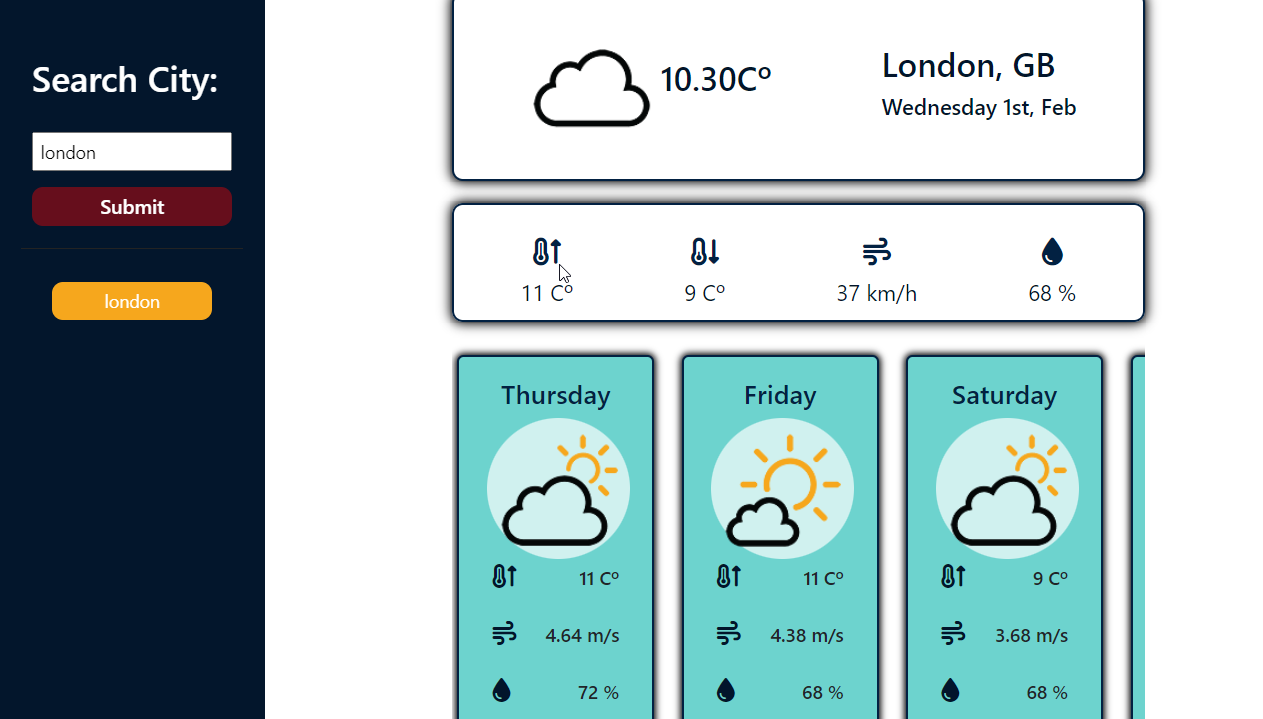 Search City:
london
Submit
london
10.30Cº
London, GB
Wednesday 1st, Feb
11 Cº
9 Cº
37 km/h
68 %
Thursday
11 Cº
4.64 m/s
72 %
Friday
11 Cº
4.38 m/s
68 %
Saturday
9 Cº
3.68 m/s
68 %